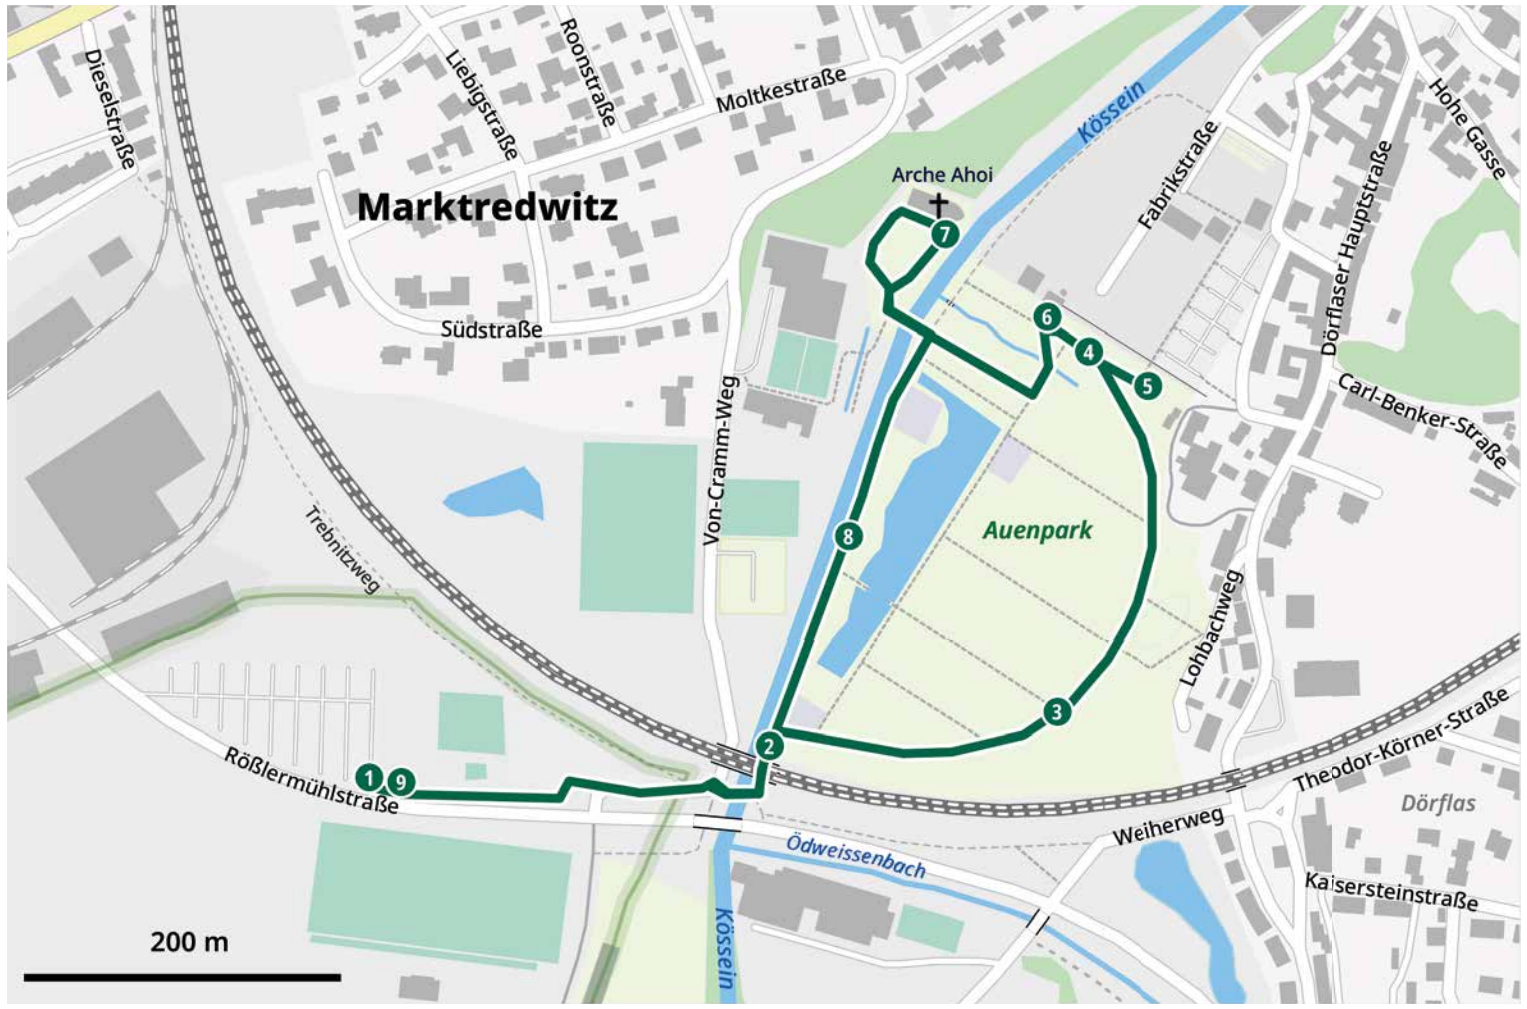 Dieselstraße
Liebigstraße
Roonstraße
Moltkestraße
Kössein
Hohe Gasse
Fabrikstraße
Dörflaser Hauptstraße
Arche Ahoi
Marktredwitz
7
Südstraße
6
4
5
Carl-Benker-Straße
Von-Cramm-Weg
Trebnitzweg
8
Auenpark
Lohbachweg
3
2
1
9
Rößlermühlstraße
Theodor-Körner-Straße
Dörflas
Weiherweg
Ödweissenbach
Kaisersteinstraße
Kössein
200 m